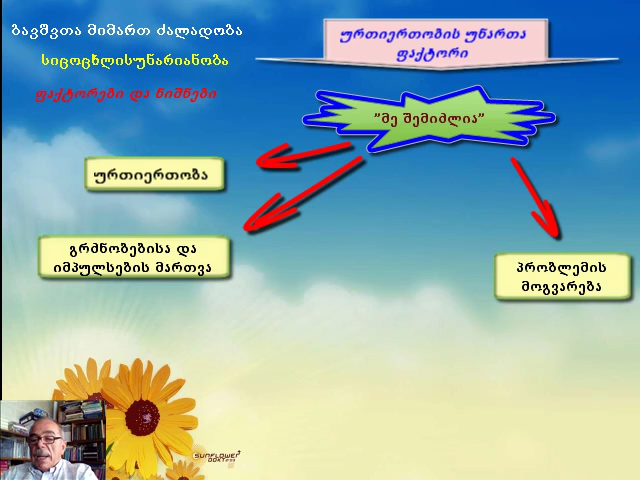 ბავშვთა მიმართ ძალადობა
სიცოცხლისუნარიანობა
ფაქტორები და ნიშნები
ურთიერთობის უნართა
ფაქტორი
"მე შემიძლია"
ურთიერთობა
გრძნობებისა და
იმპულსების მართვა
პრობლემის
მოგვარება
SUNFLOWER